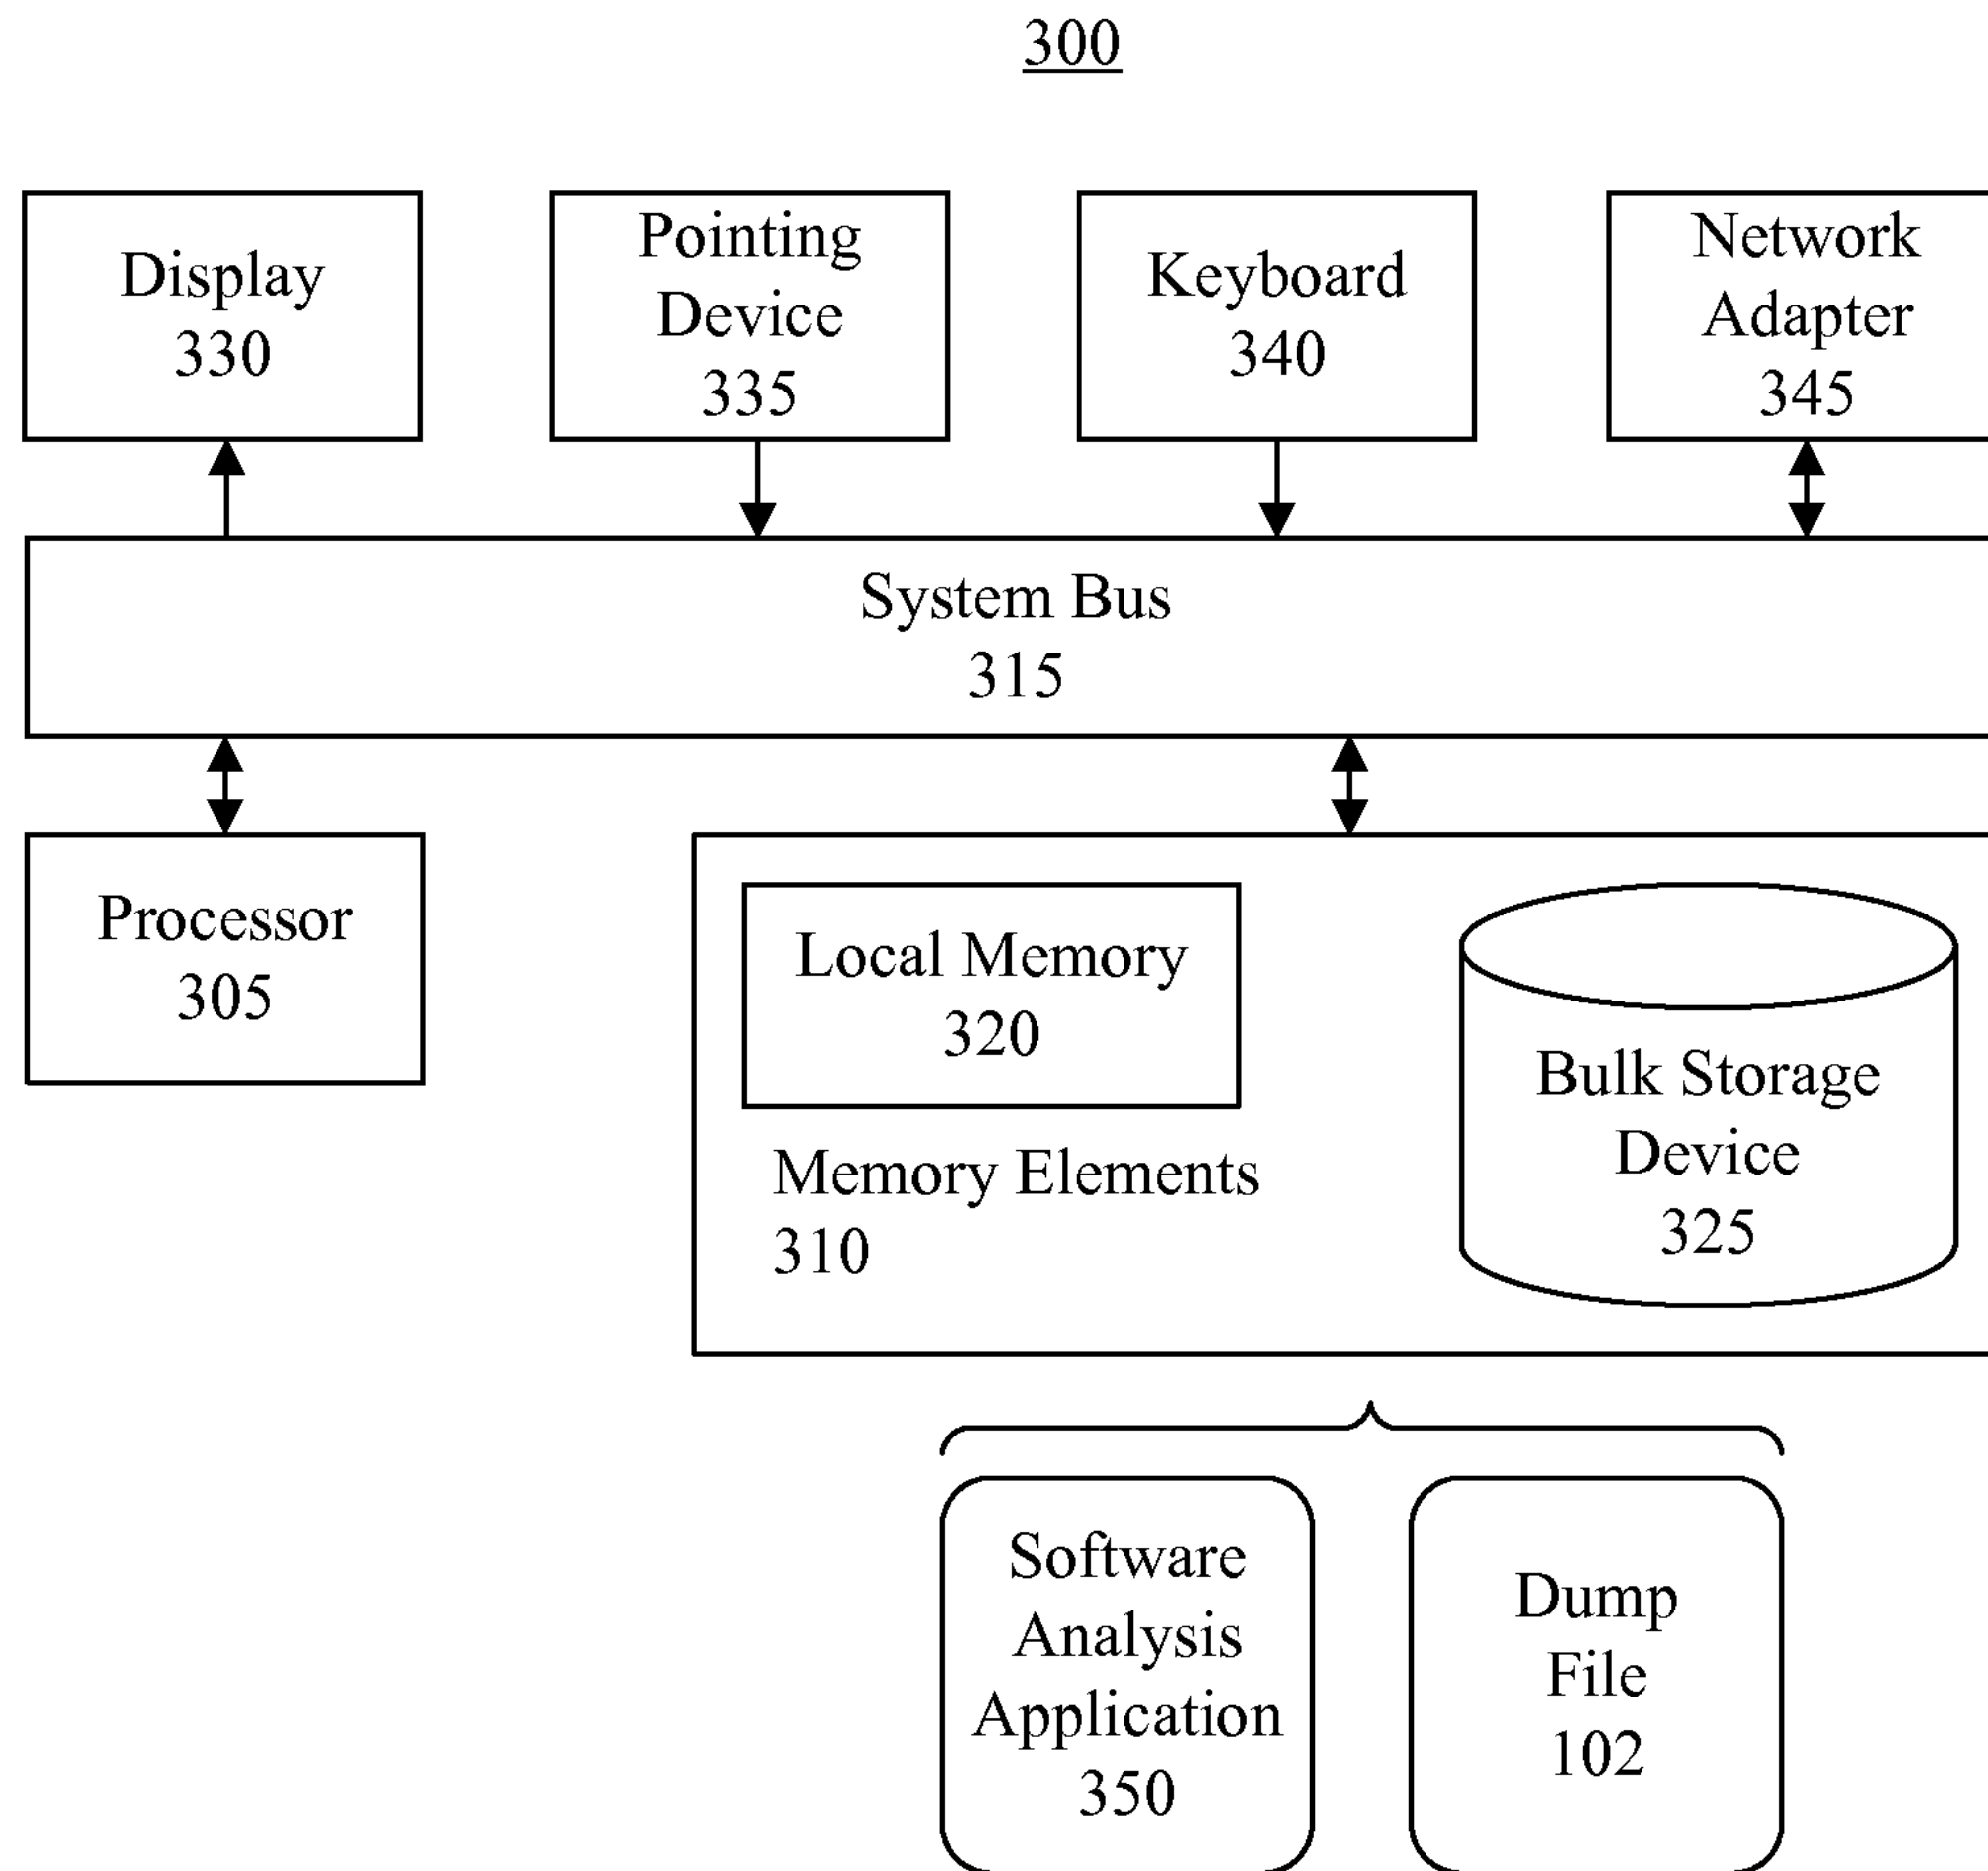 300
Display
330
Pointing
Device
335
Keyboard
340
Network
Adapter
345
System Bus
315
Processor
305
Local Memory
320
Memory Elements
310
Bulk Storage
Device
325
Software
Analysis
Application
350
Dump
File
102